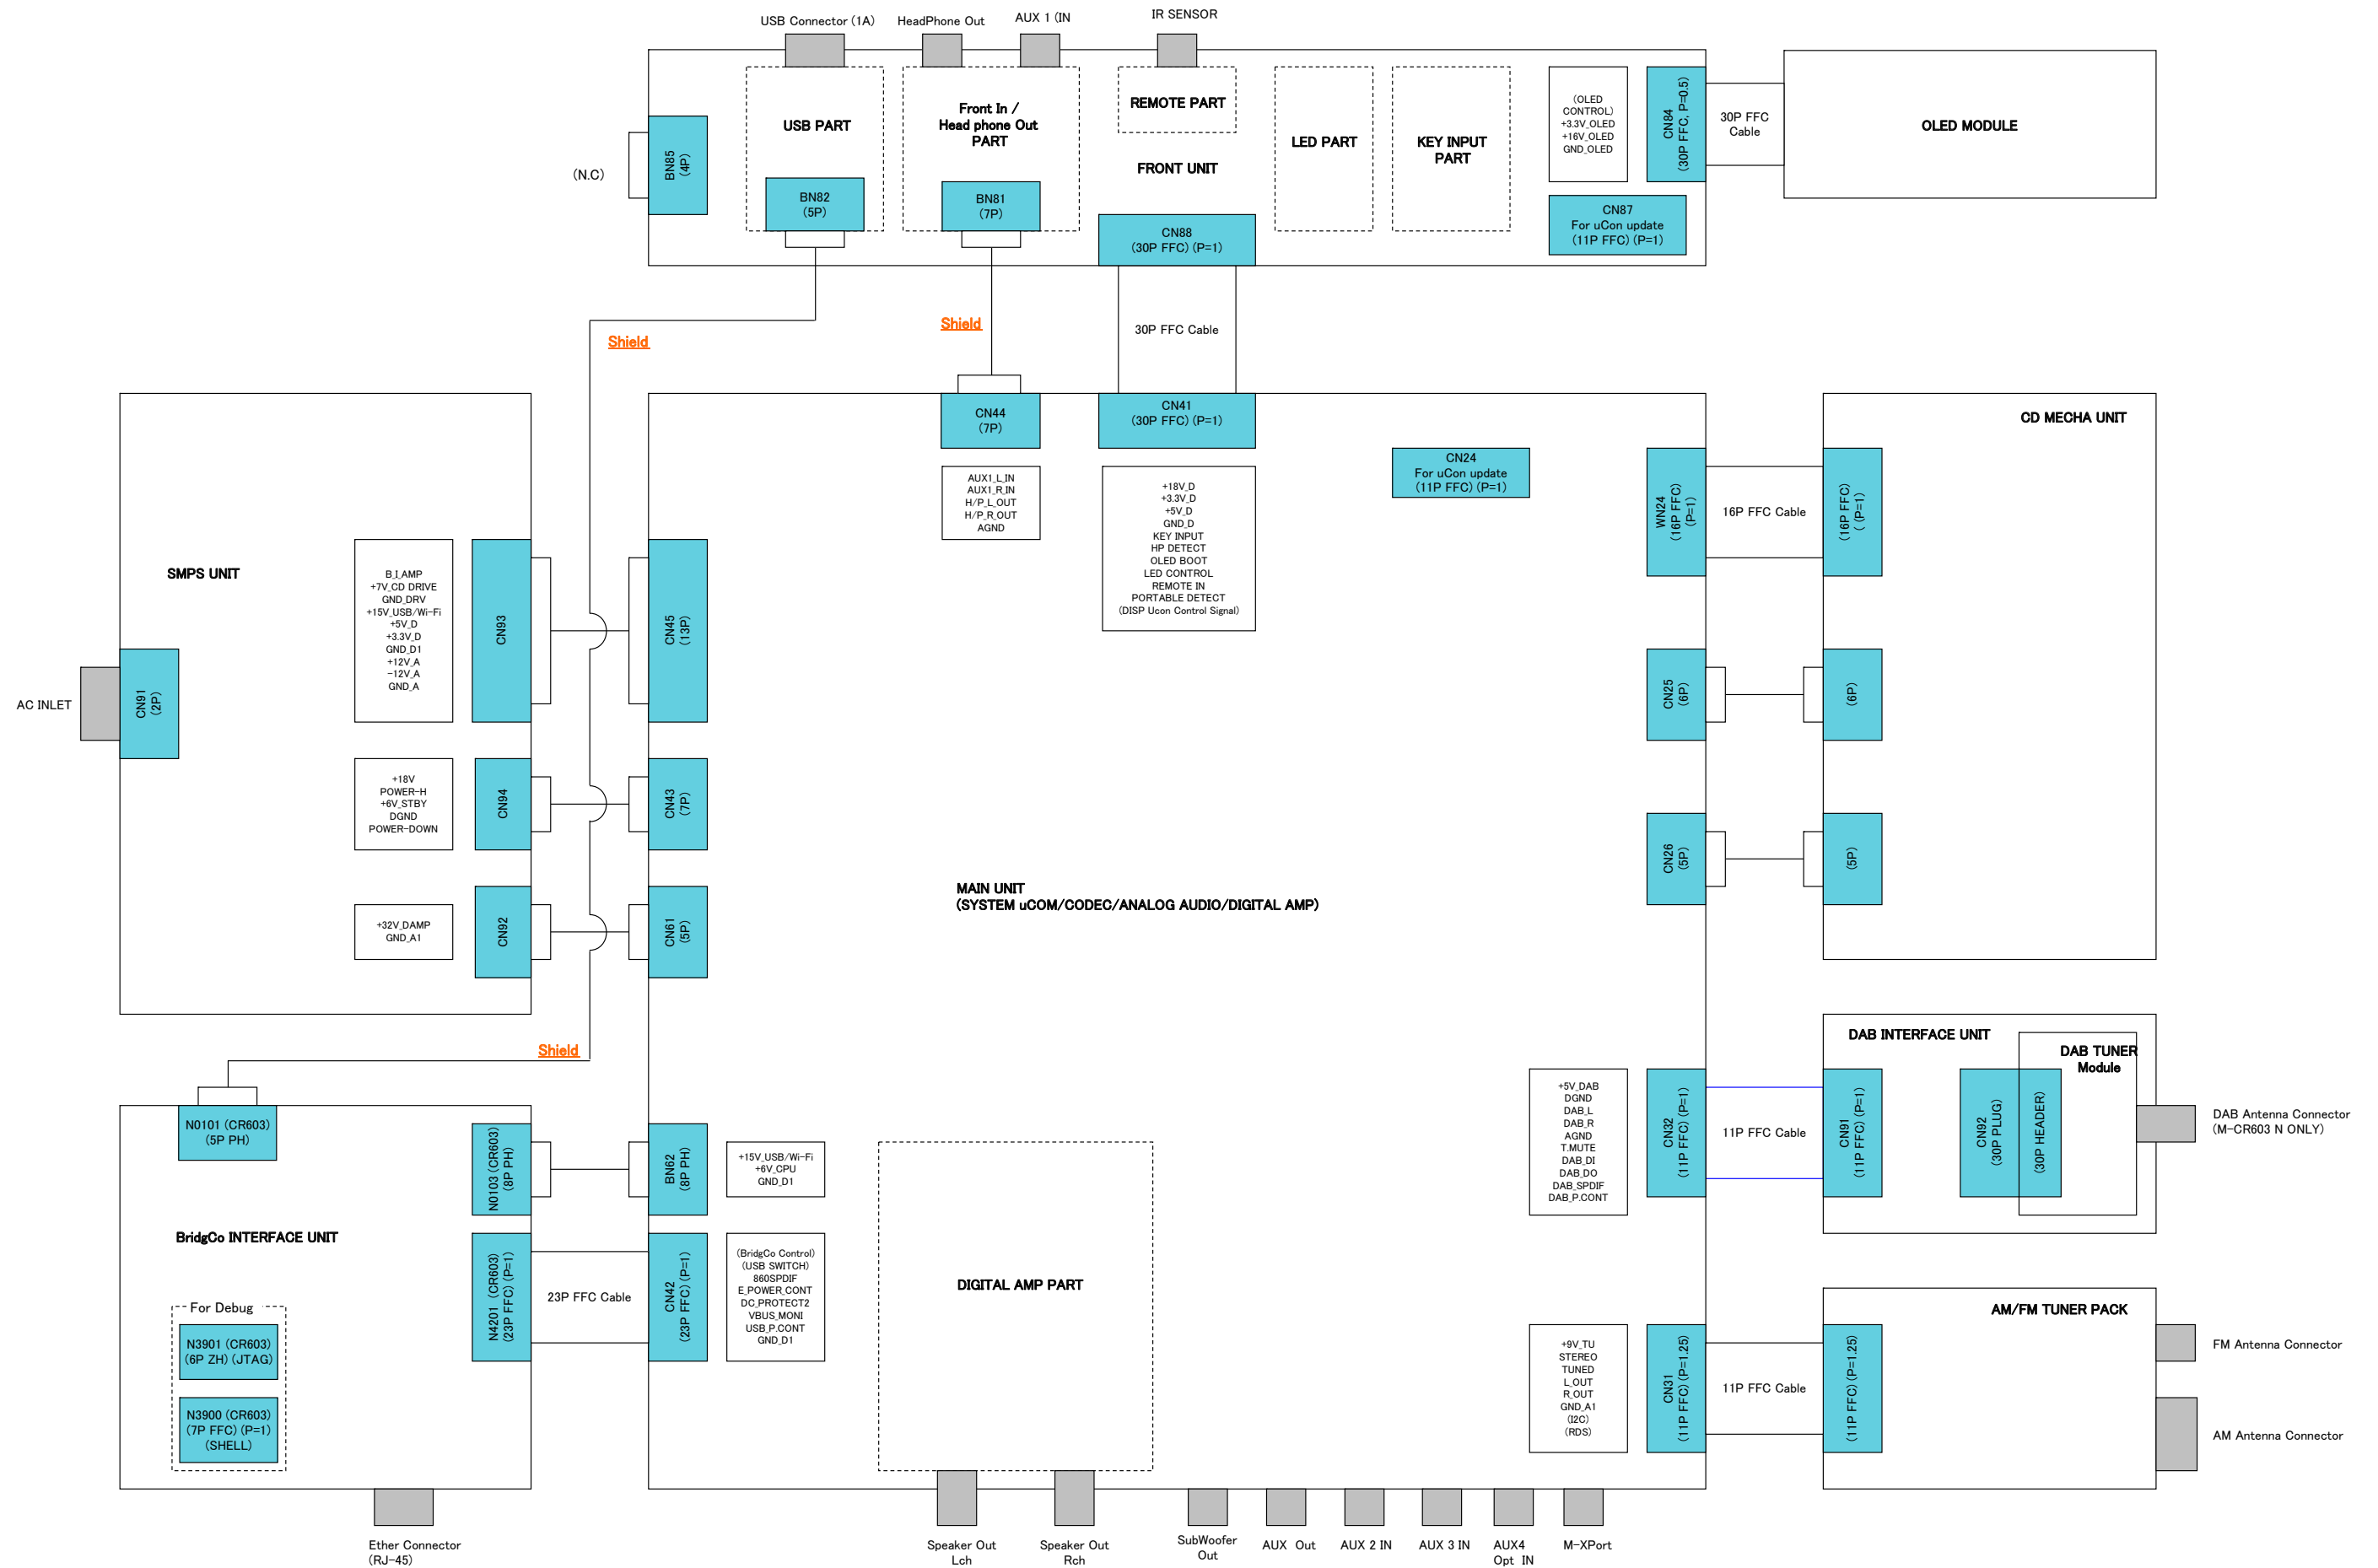 USB Connector (1A)
HeadPhone Out
AUX 1 (IN
IR SENSOR
USB PART
Front In /
Head phone Out
PART
REMOTE PART
FRONT UNIT
LED PART
KEY INPUT
PART
(OLED
CONTROL)
+3.3V_OLED
+16V_OLED
GND_OLED
CN84
(30P FFC, P=0.5)
30P FFC
Cable
OLED MODULE
(N.C)
BN85
(4P)
BN82
(5P)
BN81
(7P)
CN88
(30P FFC) (P=1)
CN87
For uCon update
(11P FFC) (P=1)
Shield
Shield
30P FFC Cable
SMPS UNIT
AC INLET
CN91
(2P)
B_I_AMP
+7V_CD DRIVE
GND_DRV
+15V_USB/Wi-Fi
+5V_D
+3.3V_D
GND_D1
+12V_A
-12V_A
GND_A
CN93
CN45
(13P)
+18V
POWER-H
+6V_STBY
DGND
POWER-DOWN
CN94
CN43
(7P)
+32V_DAMP
GND_A1
CN92
CN61
(5P)
CN44
(7P)
AUX1_L_IN
AUX1_R_IN
H/P_L_OUT
H/P_R_OUT
AGND
CN41
(30P FFC) (P=1)
+18V_D
+3.3V_D
+5V_D
GND_D
KEY INPUT
HP DETECT
OLED BOOT
LED CONTROL
REMOTE IN
PORTABLE DETECT
(DISP Ucon Control Signal)
CN24
For uCon update
(11P FFC) (P=1)
MAIN UNIT
(SYSTEM uCOM/CODEC/ANALOG AUDIO/DIGITAL AMP)
CD MECHA UNIT
WN24
(16P FFC)
(P=1)
16P FFC Cable
(16P FFC)
( (P=1)
CN25
(6P)
(6P)
CN26
(5P)
(5P)
Shield
N0101 (CR603)
(5P PH)
BridgCo INTERFACE UNIT
For Debug
N3901 (CR603)
(6P ZH) (JTAG)
N3900 (CR603)
(7P FFC) (P=1)
(SHELL)
N0103 (CR603)
(8P PH)
BN62
(8P PH)
+15V_USB/Wi-Fi
+6V_CPU
GND_D1
N4201 (CR603)
(23P FFC) (P=1)
23P FFC Cable
CN42
(23P FFC) (P=1)
(BridgCo Control)
(USB SWITCH)
860SPDIF
E_POWER_CONT
DC_PROTECT2
VBUS_MONI
USB_P.CONT
GND_D1
DIGITAL AMP PART
+5V_DAB
DGND
DAB_L
DAB_R
AGND
T.MUTE
DAB_DI
DAB_DO
DAB_SPDIF
DAB_P.CONT
CN32
(11P FFC) (P=1)
11P FFC Cable
CN91
(11P FFC) (P=1)
DAB INTERFACE UNIT
DAB TUNER
Module
CN92
(30P PLUG)
(30P HEADER)
DAB Antenna Connector
(M-CR603 N ONLY)
+9V_TU
STEREO
TUNED
L_OUT
R_OUT
GND_A1
(I2C)
(RDS)
CN31
(11P FFC) (P=1.25)
11P FFC Cable
(11P FFC) (P=1.25)
AM/FM TUNER PACK
FM Antenna Connector
AM Antenna Connector
Ether Connector
(RJ-45)
Speaker Out
Lch
Speaker Out
Rch
SubWoofer
Out
AUX Out
AUX 2 IN
AUX 3 IN
AUX4
Opt IN
M-XPort